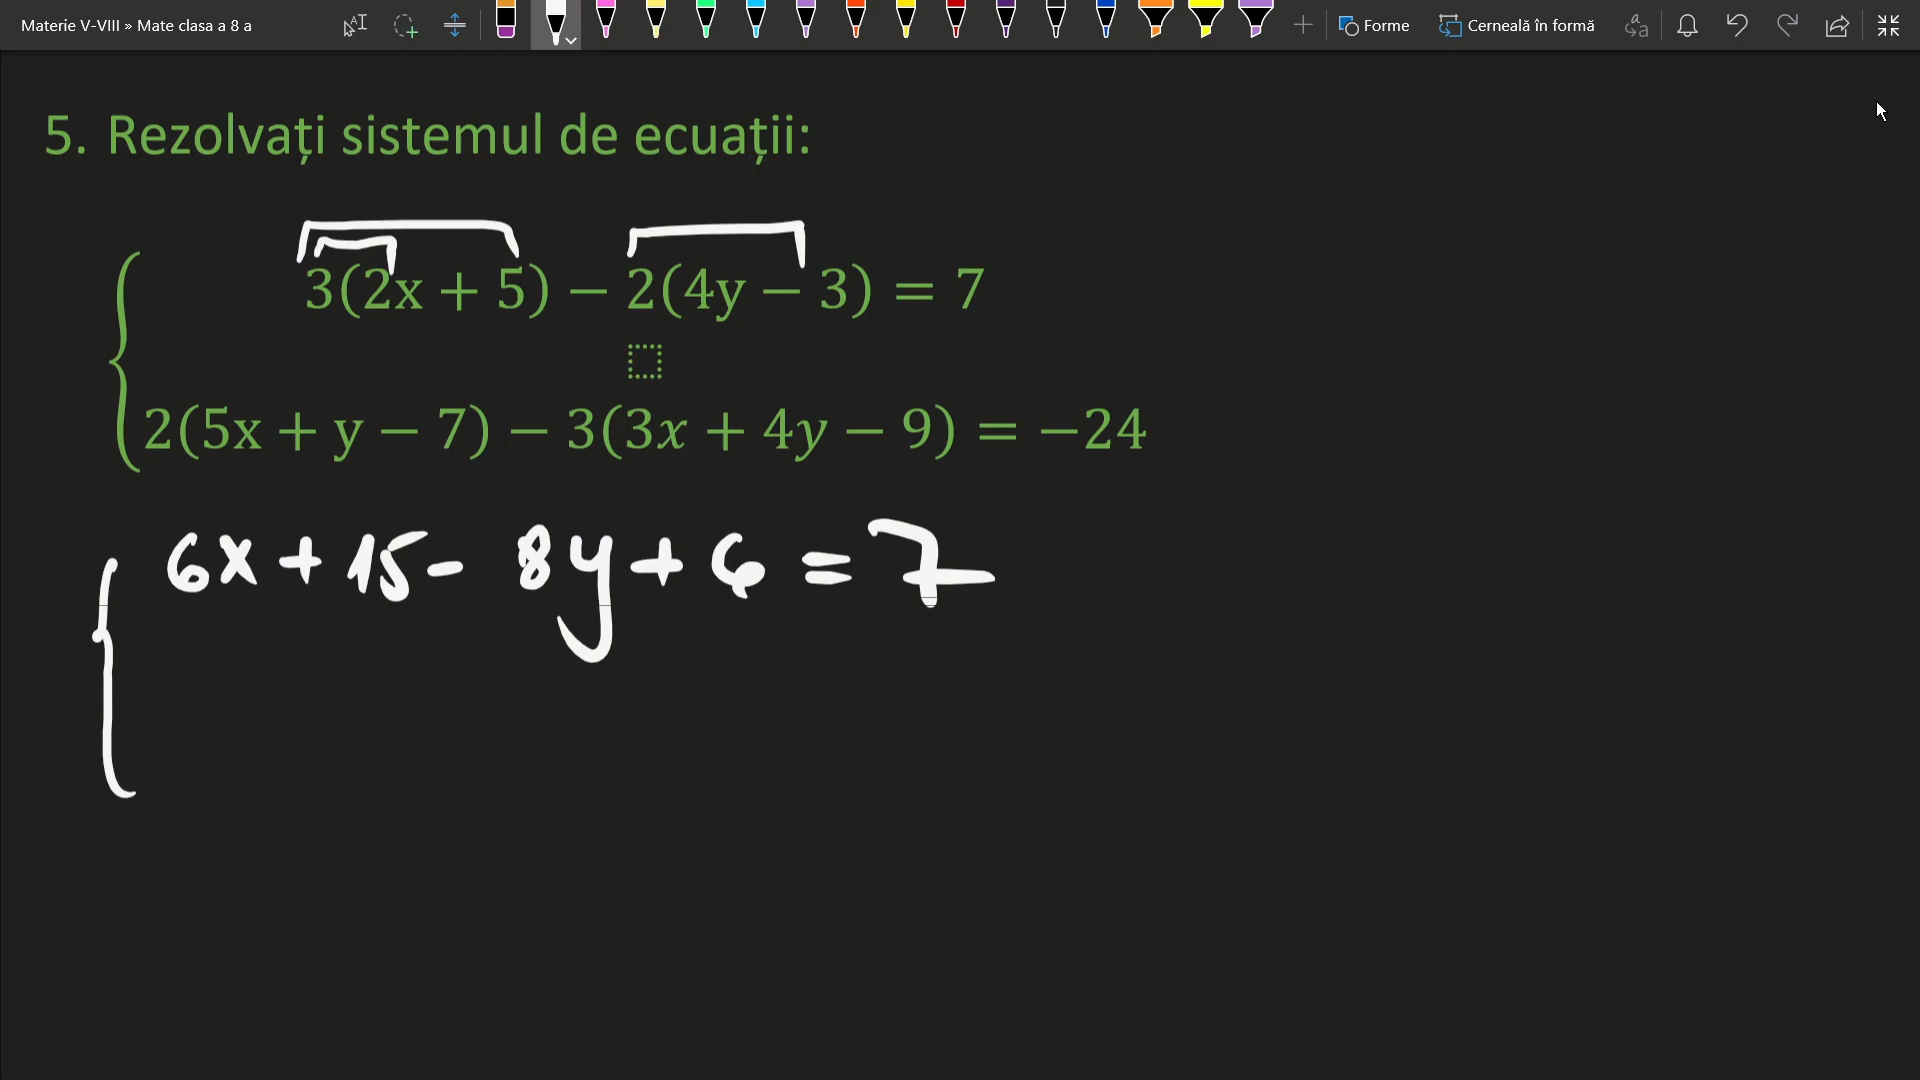 Materie V-VIII » Mate clasa a 8 a
Forme
Cerneală în formă
5. Rezolvați sistemul de ecuații:
3(2x + 5) − 2(4y − 3) = 7
2(5x + y − 7) − 3(3x + 4y − 9) = −24
6x + 15 - 8y + 6 = 7